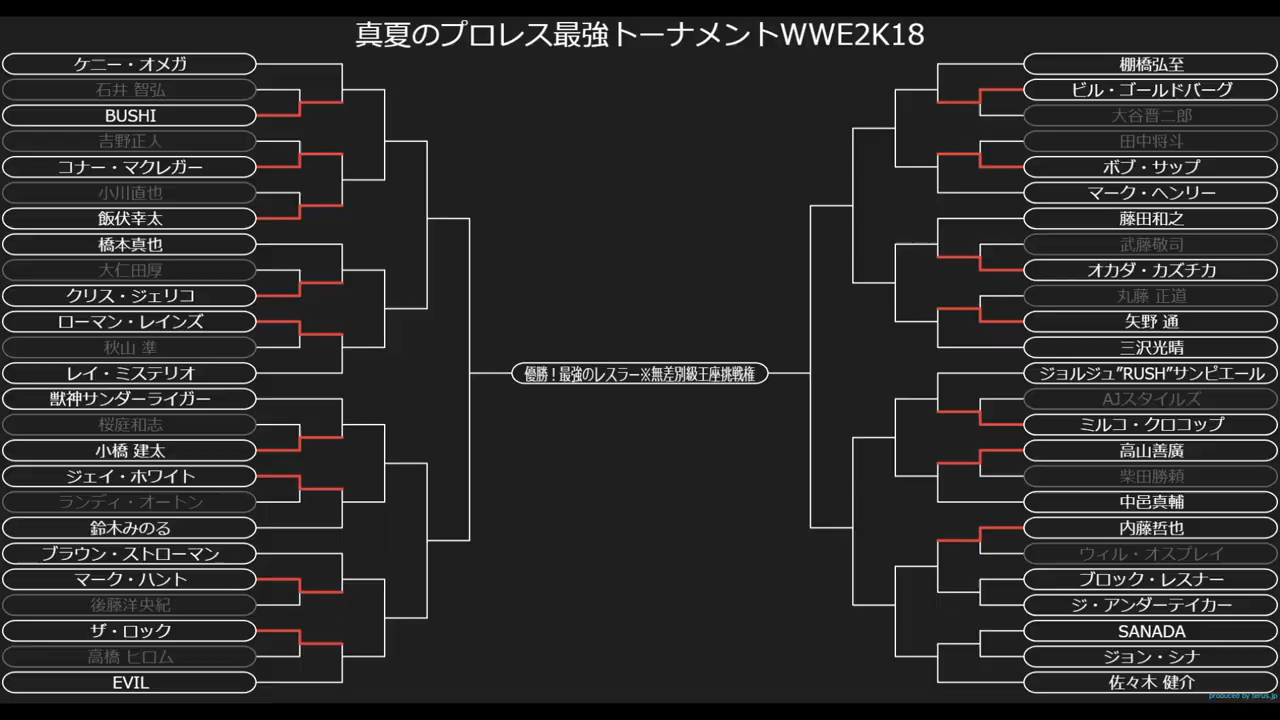 真夏のプロレス最強トーナメントWWE2K18
ケニー・オメガ
石井 智弘
BUSHI
吉野正人
コナー・マクレガー
小川直也
飯伏幸太
橋本真也
大仁田厚
クリス・ジェリコ
ローマン・レインズ
秋山 準
レイ・ミステリオ
獣神サンダーライガー
桜庭和志
小橋 建太
ジェイ・ホワイト
ランディ・オートン
鈴木みのる
ブラウン・ストローマン
マーク・ハント
後藤洋央紀
ザ・ロック
高橋 ヒロム
EVIL
優勝!最強のレスラー※無差別級王座挑戦権
棚橋弘至
ビル・ゴールドバーグ
大谷晋二郎
田中将斗
ボブ・サップ
マーク・ヘンリー
藤田和之
武藤敬司
オカダ・カズチカ
丸藤 正道
矢野 通
三沢光晴
ジョルジュ"RUSH"サンピエール
AJスタイルズ
ミルコ・クロコップ
高山善廣
柴田勝頼
中邑真輔
内藤哲也
ウィル・オスプレイ
ブロック・レスナー
ジ・アンダーテイカー
SANADA
ジョン・シナ
佐々木 健介
produced by terus.jp